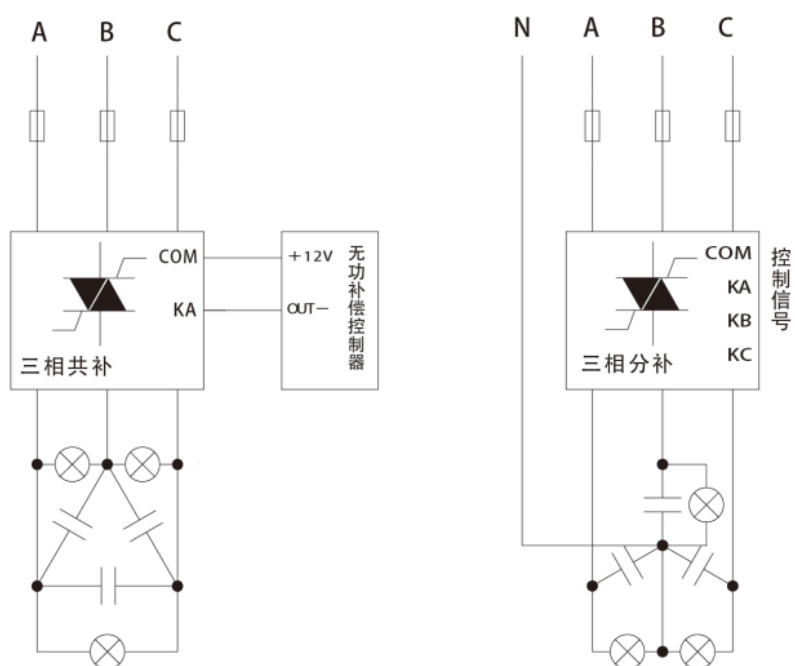 A B C
N A B C
COM
KA
三相共补
+12V
OUT-
无功补偿控制器
COM
KA
KB
KC
三相分补
控制信号